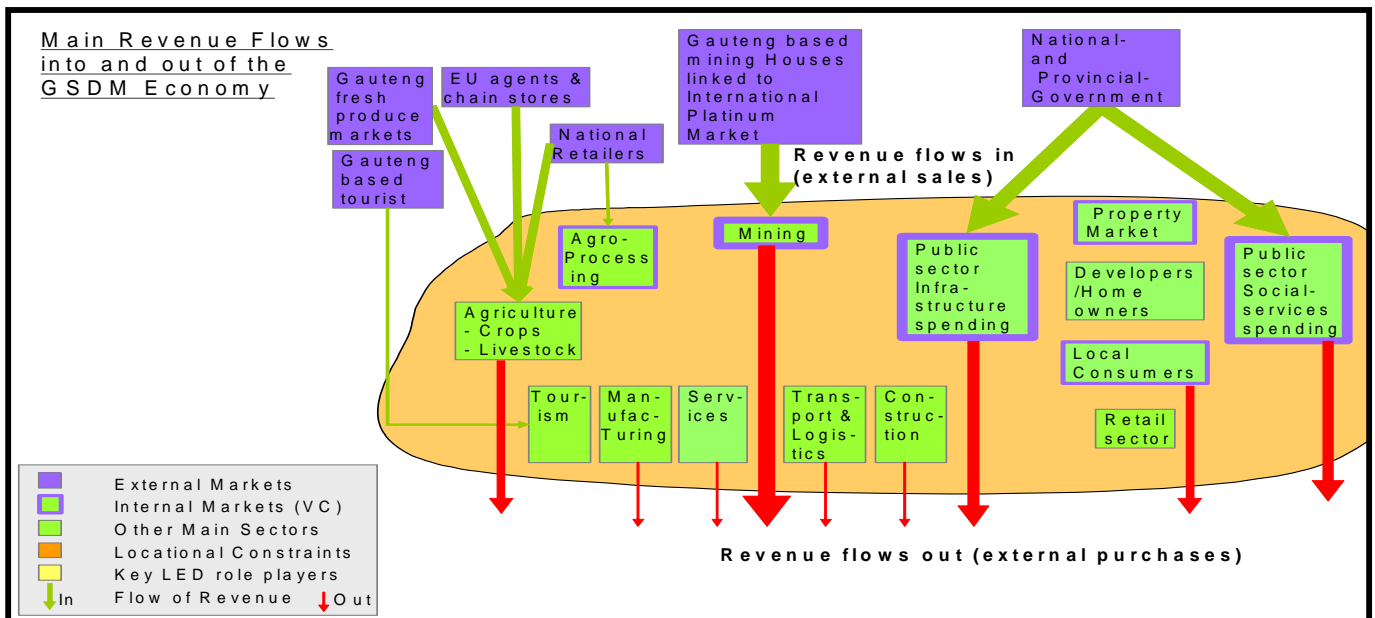 Main Revenue Flows
into and out of the
GSDM Economy
Gauteng
fresh
produce
markets
EU agents &
chain stores
National
Retailers
Gauteng
based
tourist
Gauteng based
mining Houses
linked to
International
Platinum
Market
National-
and
Provincial-
Government
Revenue flows in
(external sales)
Agro-
Process
ing
Mining
Public
sector
Infra-
structure
spending
Property
Market
Developers
/Home
owners
Public
sector
Social-
services
spending
Agriculture
- Crops
- Livestock
Local
Consumers
Tour-
ism
Man-
ufac-
Turing
Serv-
ices
Trans-
port &
Logis-
tics
Con-
struc-
tion
Retail
sector
External Markets
Internal Markets (VC)
Other Main Sectors
Locational Constraints
Key LED role players
In Flow of Revenue Out
Revenue flows out (external purchases)